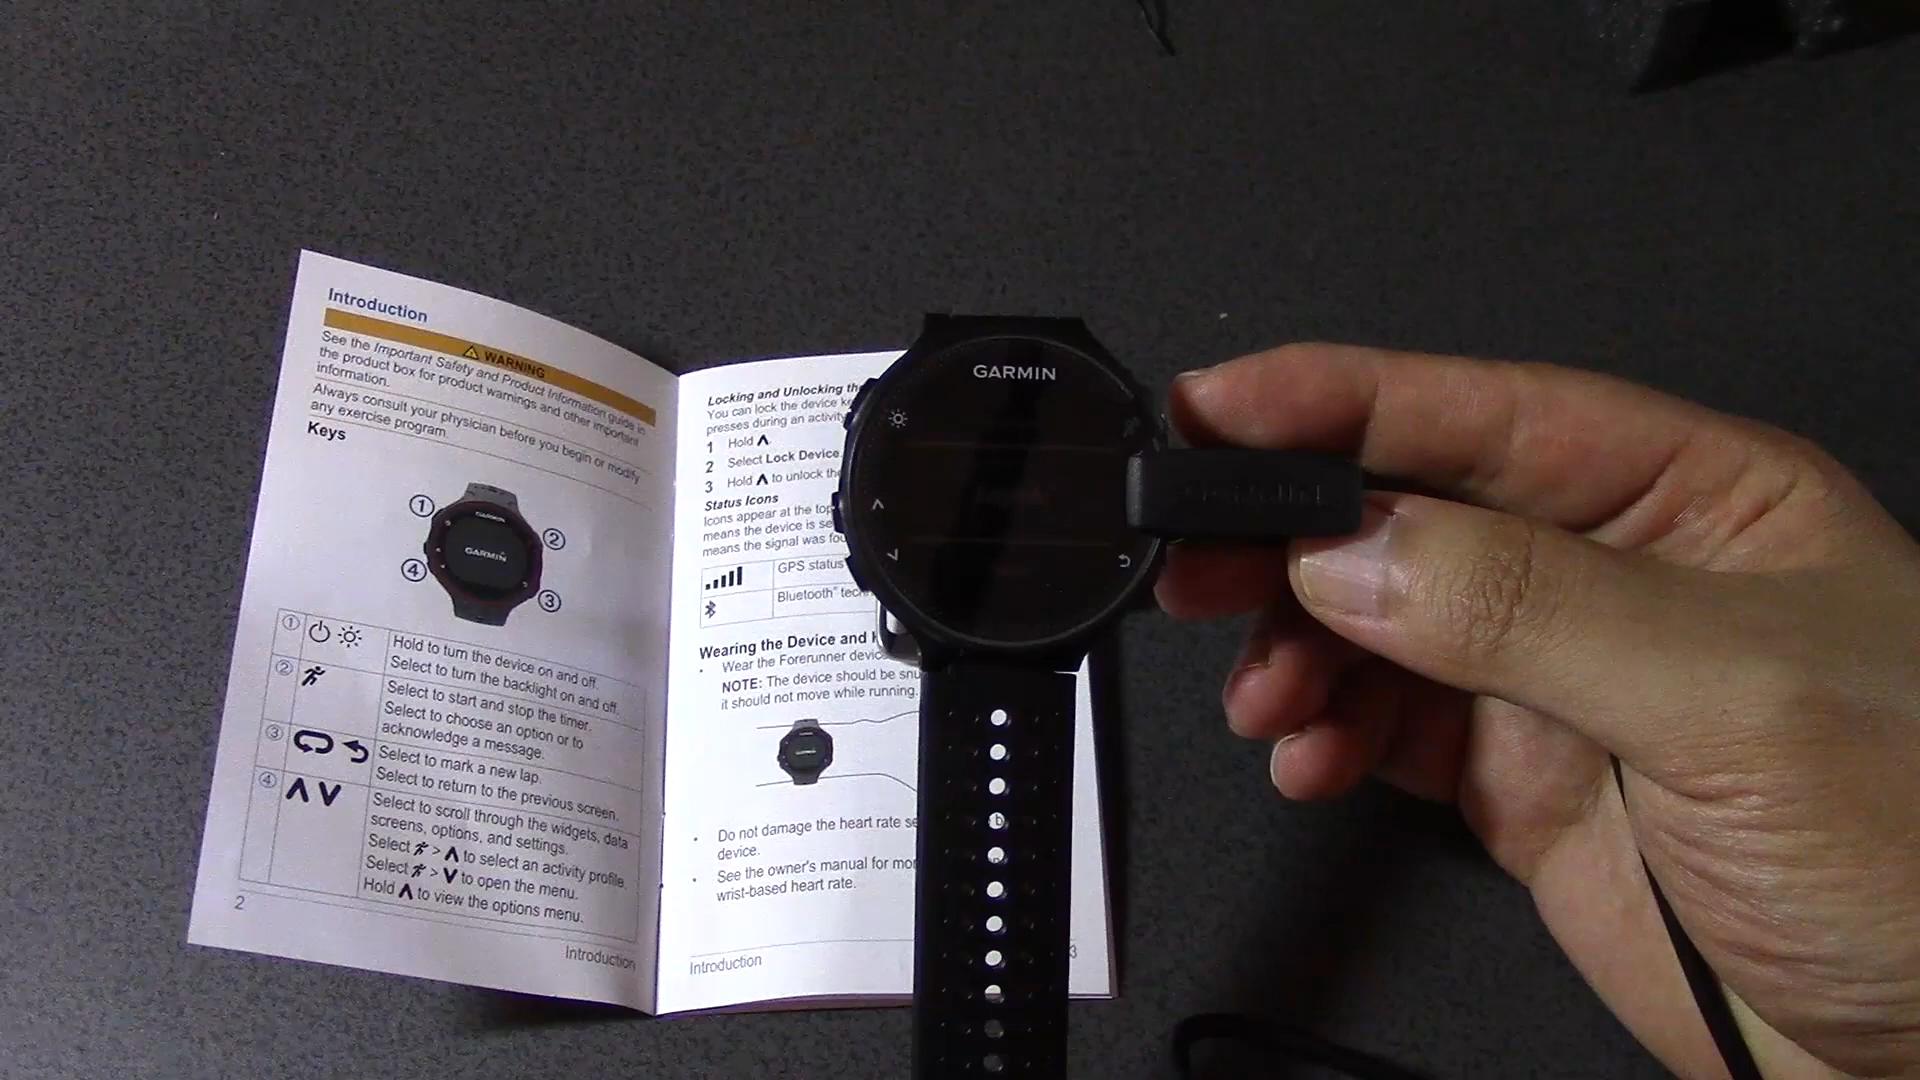 Introduction
WARNING
See the Important Safety and Product Information guide in
the product box for product warnings and other important
information.
Always consult your physician before you begin or modify
any exercise program.
Keys
GARMIN
GARMIN
1
2
3
4
1
Hold to turn the device on and off.
Select to turn the backlight on and off.
2
Select to start and stop the timer.
Select to choose an option or to
acknowledge a message.
3
Select to mark a new lap.
Select to return to the previous screen.
4
Select to scroll through the widgets, data
screens, options, and settings.
Select > to select an activity profile.
Select > to open the menu.
Hold to view the options menu.
2
Introduction
Locking and Unlocking the
You can lock the device
presses during an activity
1 Hold
2 Select Lock Device.
3 Hold to unlock
Status Icons
Icons appear at the top
means the device is
means the signal was
GPS status
Bluetooth®
Wearing the Device and
• Wear the Forerunner
NOTE: The device should be
it should not move while running.
• Do not damage the heart rate
device.
• See the owner's manual for
wrist-based heart rate.
Introduction
3
GARMIN